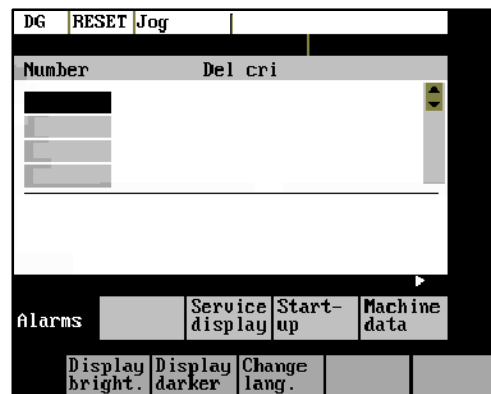 DG RESET Jog
Number Del cri
Alarms Service display Start-up Machine data
Display bright. Display darker Change lang.